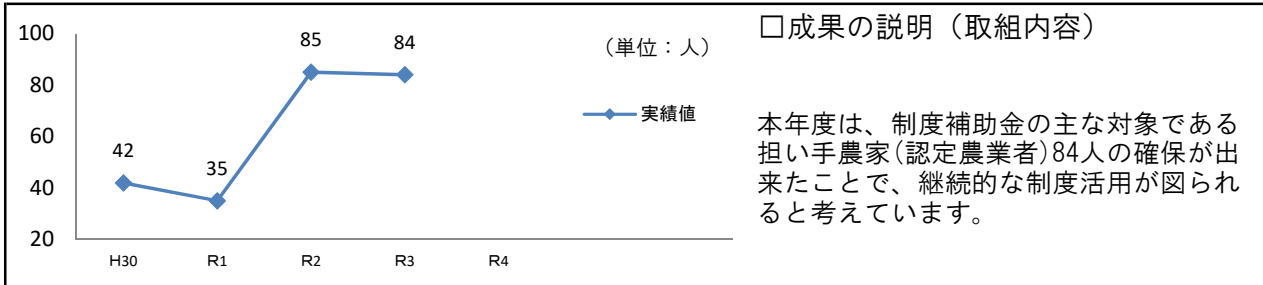 100
80
60
40
20
42
35
85
84
H30
R1
R2
R3
R4
（単位：人）
実績値
□成果の説明（取組内容）
本年度は、制度補助金の主な対象である
担い手農家(認定農業者)84人の確保が出
来たことで、継続的な制度活用が図られ
ると考えています。